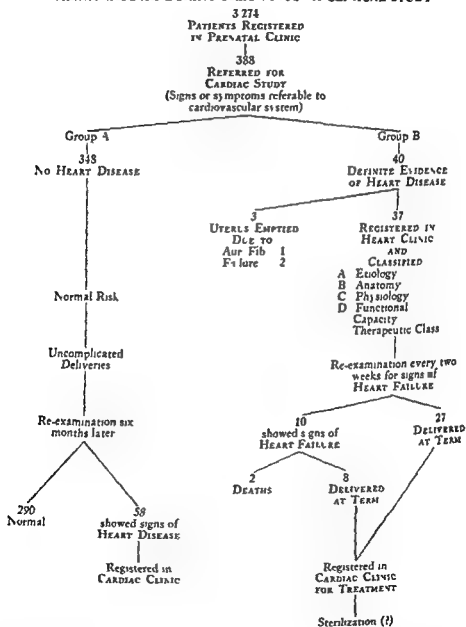 3 274
PATIENTS REGISTERED
IN PRENATAL CLINIC
388
REFERRED FOR
CARDIAC STUDY
(Signs or symptoms referable to
cardiovascular system)
Group A
348
NO HEART DISEASE
Normal Risk
Uncomplicated
Deliveries
Re-examination six
months later
290
Normal
58
showed signs of
HEART DISEASE
Registered in
CARDIAC CLINIC
Group B
40
DEFINITE EVIDENCE
OF HEART DISEASE
3
UTERUS EMPTIED
DUE TO
Aur Fib 1
Failure 2
37
REGISTERED IN
HEART CLINIC
AND
CLASSIFIED
A Etiology
B Anatomy
C Physiology
D Functional
Capacity
Therapeutic Class
Re-examination every two
weeks for signs of
HEART FAILURE
10
showed signs of
HEART FAILURE
27
DELIVERED
AT TERM
2
DEATHS
8
DELIVERED
AT TERM
Registered in
CARDIAC CLINIC
FOR TREATMENT
Sterilization (?)